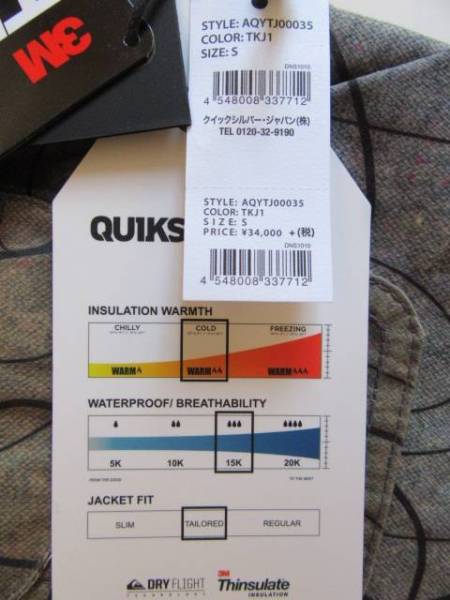 3M
STYLE: AQYTJ00035
COLOR: TKJ1
SIZE: S
DNS1010
4 548008 337712
クイックシルバー・ジャパン(株)
TEL 0120-32-9190
STYLE: AQYTJ00035
COLOR: TKJ1
SIZE: S
PRICE: ¥34,000 +(税)
DNS1010
4 548008 337712
QUIKS
INSULATION WARMTH
CHILLY COLD FREEZING
WARM WARM WARM
WATERPROOF/ BREATHABILITY
5K 10K 15K 20K
JACKET FIT
SLIM TAILORED REGULAR
DRY FLIGHT
TECHNOLOGY
3M
Thinsulate
INSULATION